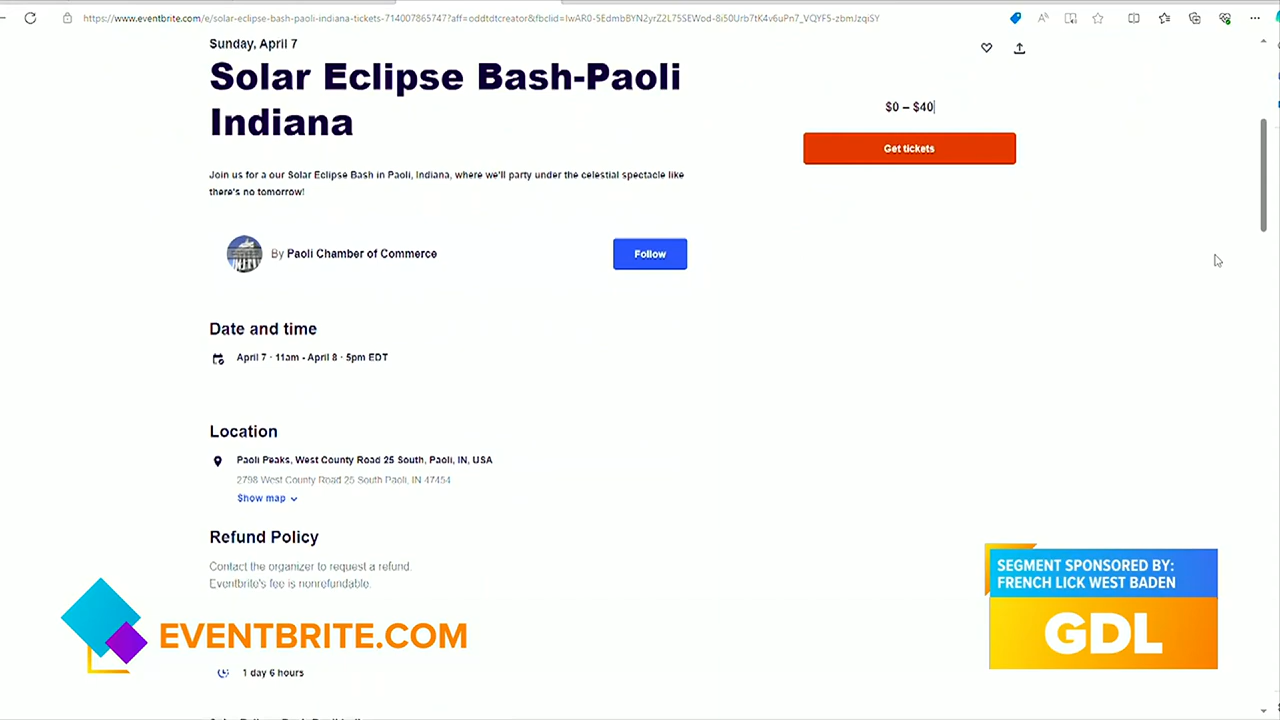 https://www.eventbrite.com/e/solar-eclipse-bash-paoli-indiana-tickets-714007865747?aff=oddtdtcreator&fbclid=IwAR0-5EdmbBYN2yrZ2L75SEWod-8i50Urb7tK4v6uPn7_VQYFS-zbmJzqiSY
Sunday, April 7
Solar Eclipse Bash-Paoli
Indiana
$0 – $40
Get tickets
Join us for a our Solar Eclipse Bash in Paoli, Indiana, where we'll party under the celestial spectacle like
there's no tomorrow!
By Paoli Chamber of Commerce
Follow
Date and time
April 7 · 11am - April 8 · 5pm EDT
Location
Paoli Peaks, West County Road 25 South, Paoli, IN, USA
2798 West County Road 25 South Paoli, IN 47454
Show map
Refund Policy
Contact the organizer to request a refund.
Eventbrite's fee is nonrefundable.
EVENTBRITE.COM
SEGMENT SPONSORED BY:
FRENCH LICK WEST BADEN
GDL
1 day 6 hours